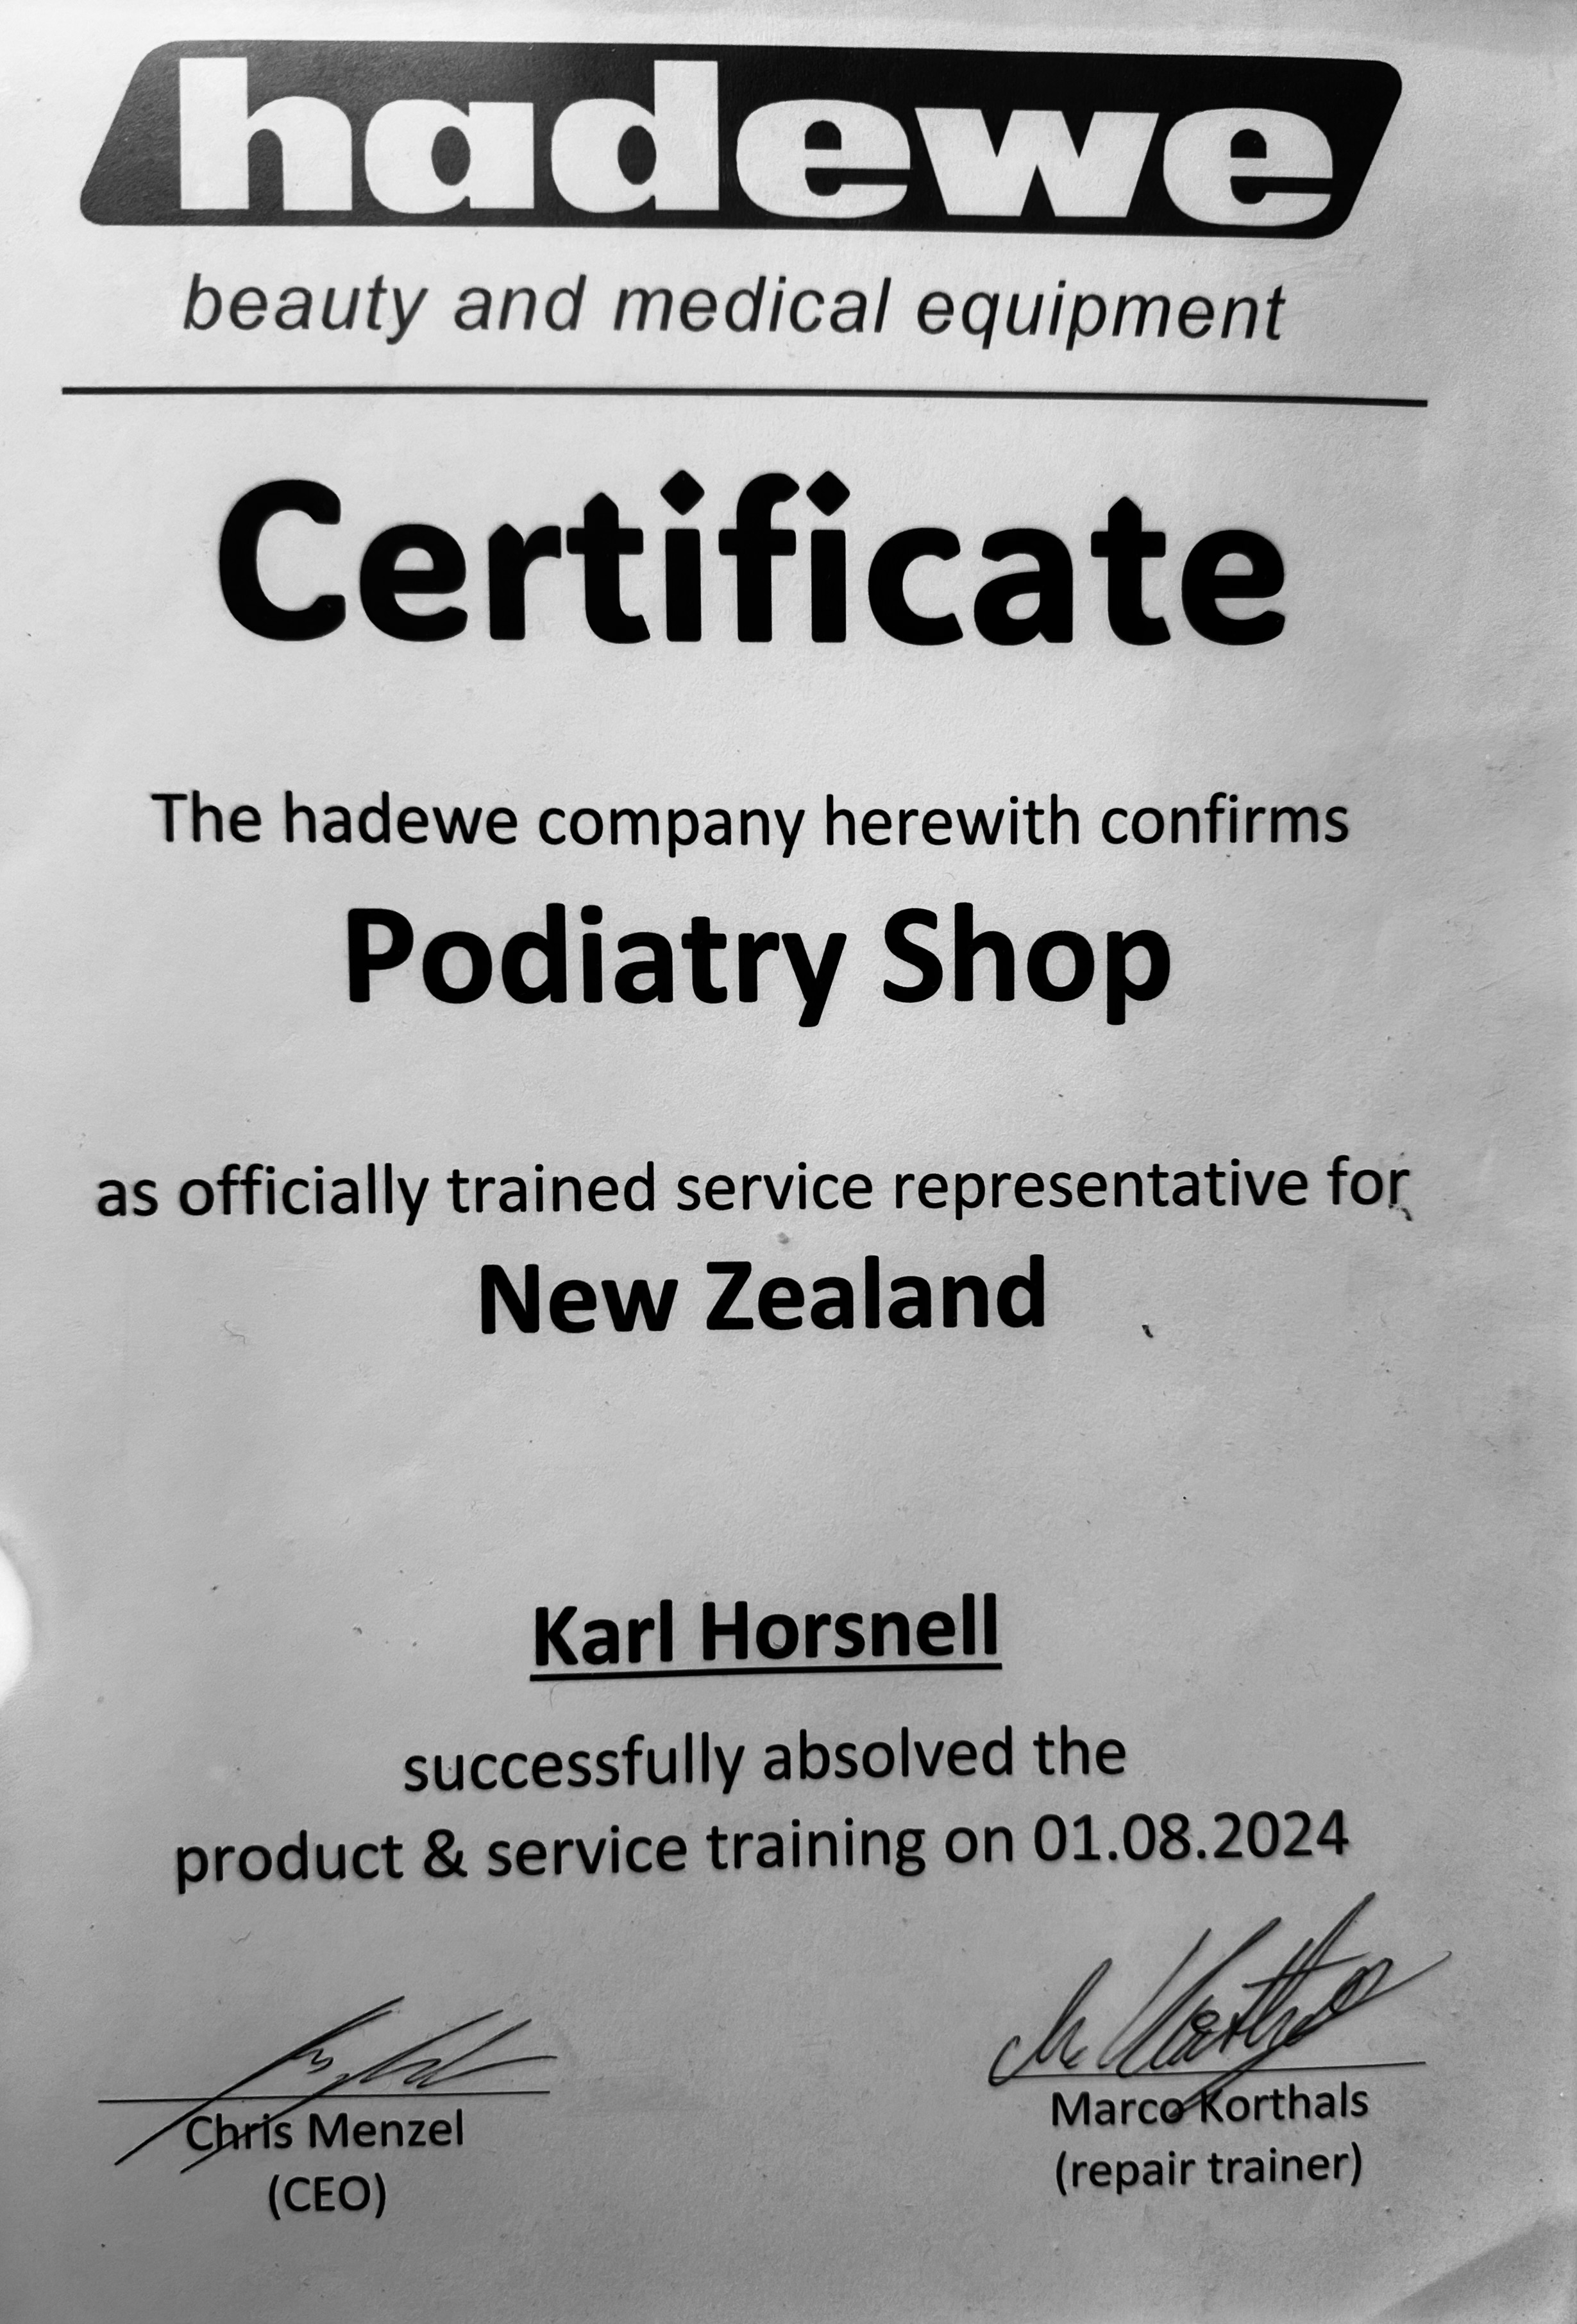 hadewe
beauty and medical equipment
Certificate
The hadewe company herewith confirms
Podiatry Shop
as officially trained service representative for
New Zealand
Karl Horsnell
successfully absolved the
product & service training on 01.08.2024
Chris Menzel
(CEO)
Marco Korthals
(repair trainer)